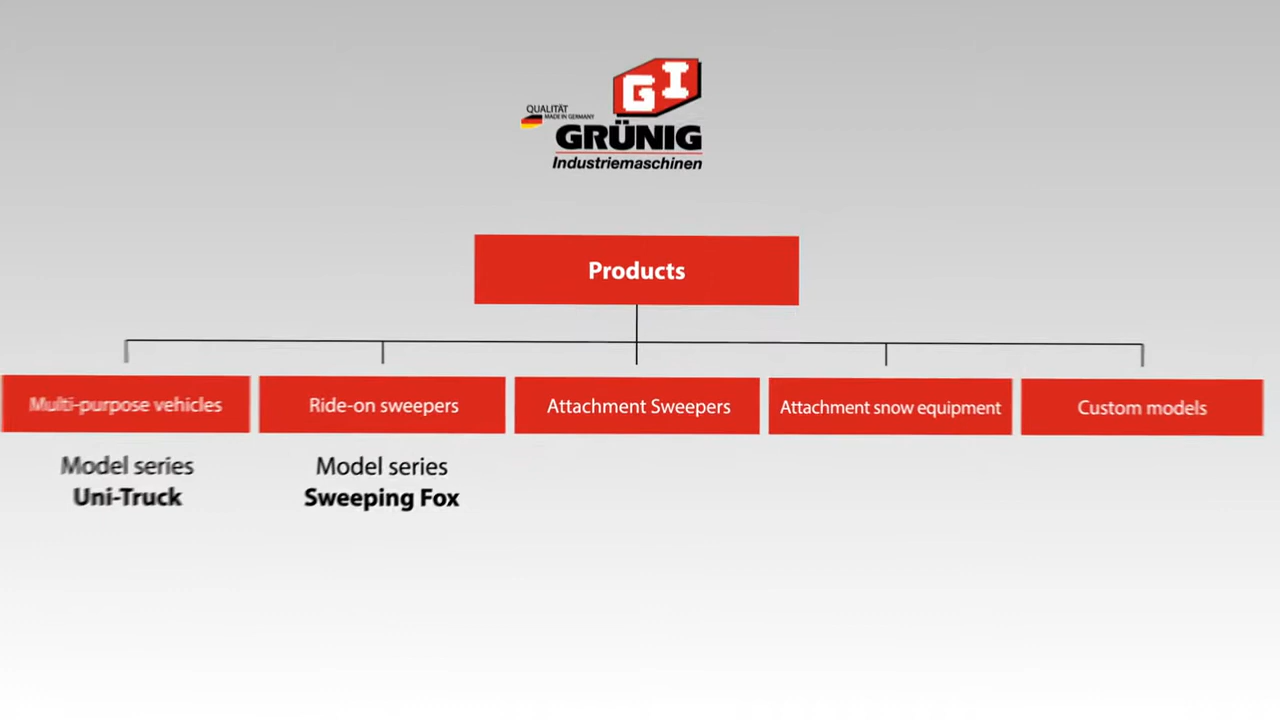 GI
QUALITÄT
MADE IN GERMANY
GRÜNIG
Industriemaschinen
Products
Multi-purpose vehicles
Ride-on sweepers
Attachment Sweepers
Attachment snow equipment
Custom models
Model series
Uni-Truck
Model series
Sweeping Fox